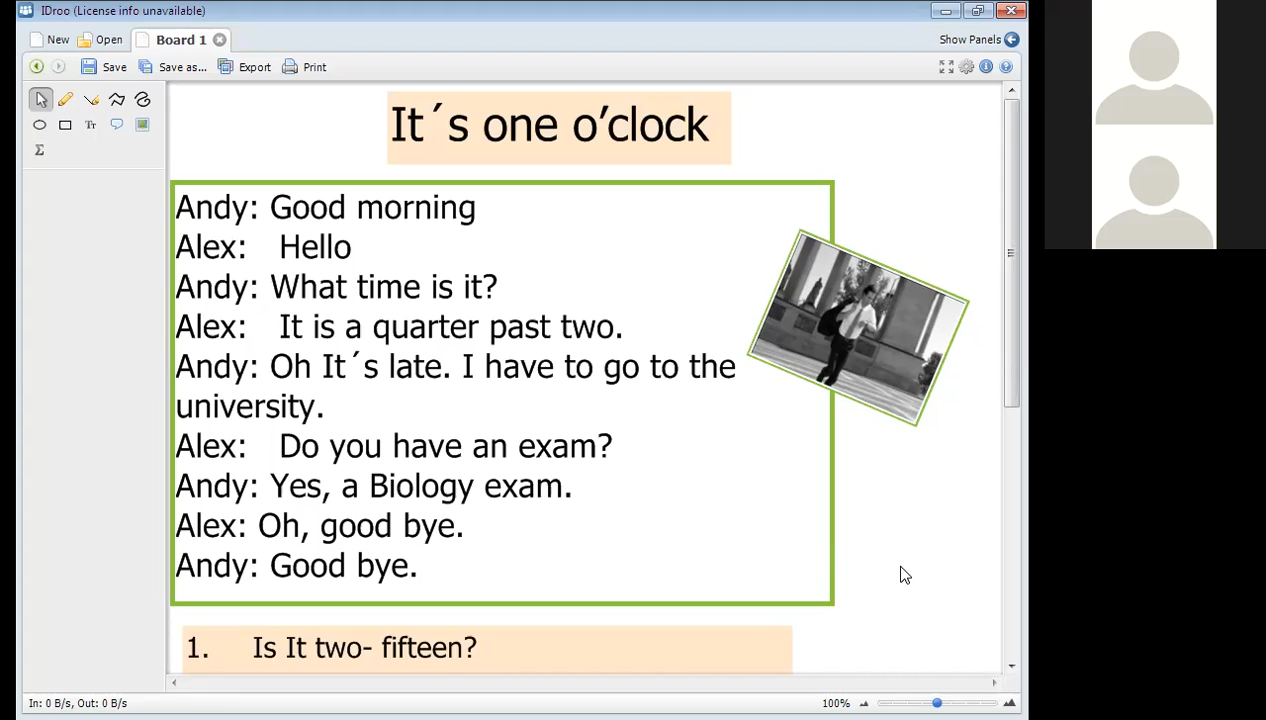 IDroo (License info unavailable)
New Open Board 1 Show Panels
Save Save as... Export Print
Tr
Σ
It´s one o’clock
Andy: Good morning
Alex: Hello
Andy: What time is it?
Alex: It is a quarter past two.
Andy: Oh It´s late. I have to go to the
university.
Alex: Do you have an exam?
Andy: Yes, a Biology exam.
Alex: Oh, good bye.
Andy: Good bye.
1. Is It two- fifteen?
In: 0 B/s, Out: 0 B/s 100%